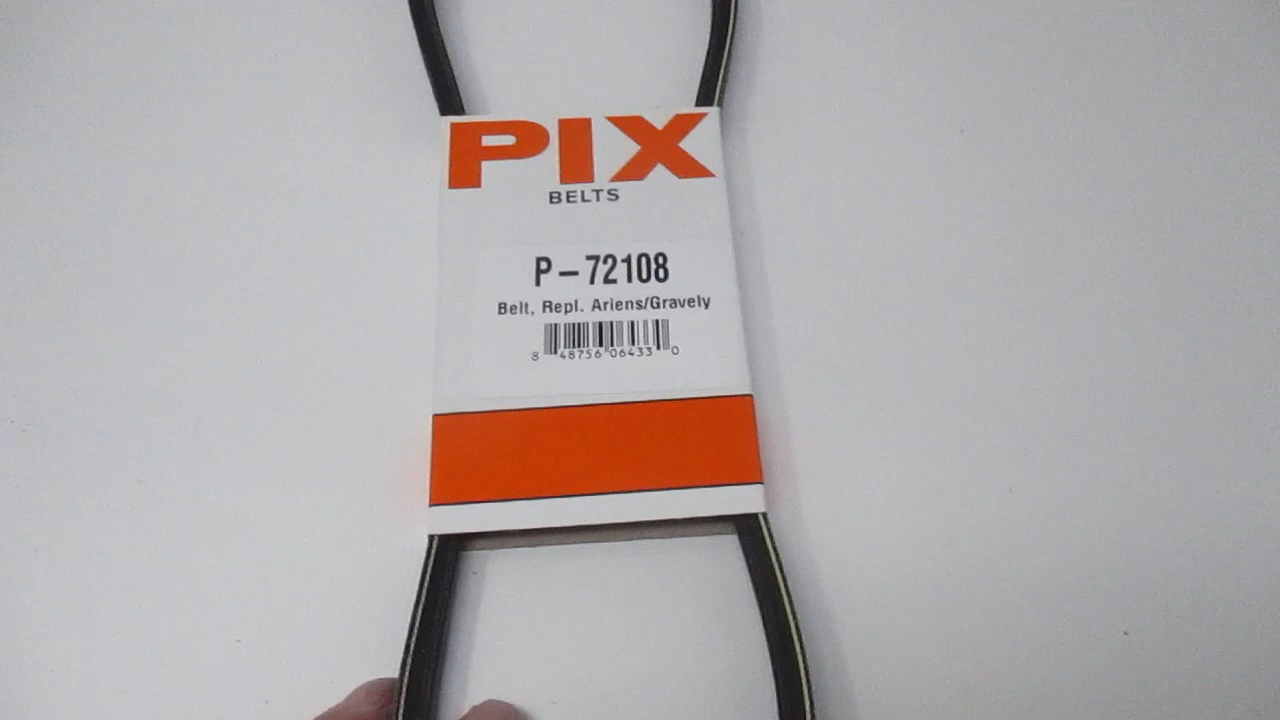 PIX
BELTS
P-72108
Belt, Repl. Ariens/Gravely
8 48756 06433 0